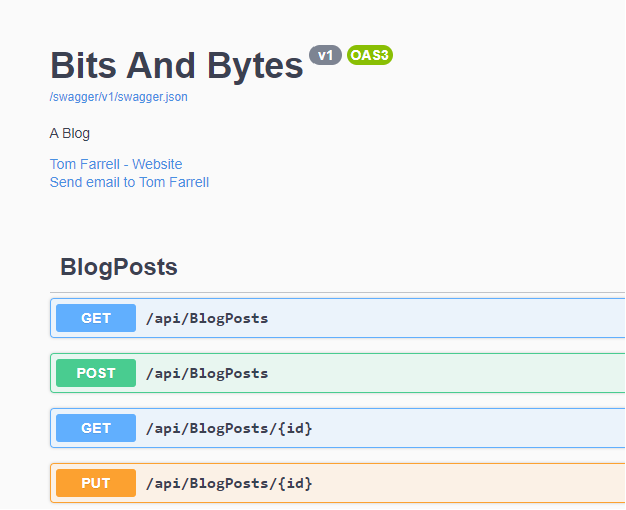 Bits And Bytes v1 OAS3
/swagger/v1/swagger.json
A Blog
Tom Farrell - Website
Send email to Tom Farrell
BlogPosts
GET /api/BlogPosts
POST /api/BlogPosts
GET /api/BlogPosts/{id}
PUT /api/BlogPosts/{id}